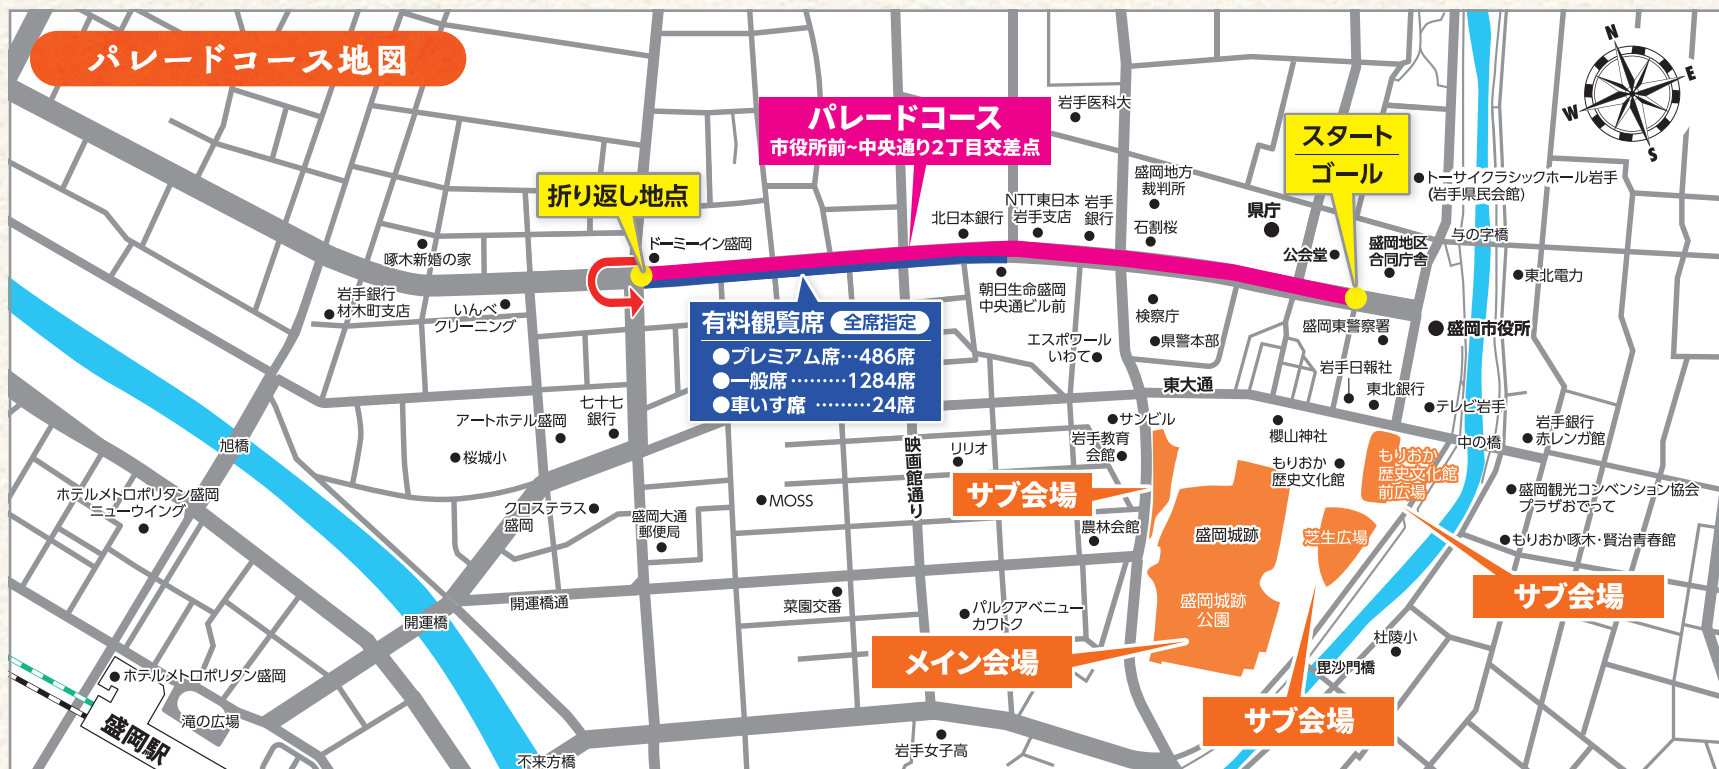 パレードコース地図
N
E
W
S
パレードコース
市役所前~中央通り2丁目交差点
スタート
ゴール
折り返し地点
岩手医科大
盛岡地方
裁判所
石割桜
県庁
公会堂
盛岡地区
合同庁舎
トーサイクラシックホール岩手
(岩手県民会館)
与の字橋
東北電力
NTT東日本
岩手支店
岩手
銀行
北日本銀行
ドーミーイン盛岡
啄木新婚の家
岩手銀行
材木町支店
いんべ
クリーニング
有料観覧席
全席指定
●プレミアム席…486席
●一般席………1284席
●車いす席………24席
朝日生命盛岡
中央通ビル前
検察庁
県警本部
エスポワール
いわて
盛岡東警察署
盛岡市役所
岩手日報社
東北銀行
テレビ岩手
東大通
サンビル
岩手教育
会館
櫻山神社
もりおか
歴史文化館
もりおか
歴史文化館
前広場
中の橋
岩手銀行
赤レンガ館
盛岡観光コンベンション協会
プラザおでって
もりおか啄木・賢治青春館
七十七
銀行
アートホテル盛岡
桜城小
旭橋
ホテルメトロポリタン盛岡
ニューウイング
クロステラス
盛岡
盛岡大通
郵便局
MOSS
映画館通り
リリオ
サブ会場
農林会館
盛岡城跡
芝生広場
盛岡城跡
公園
サブ会場
開運橋通
開運橋
菜園交番
パルクアベニュー
カワトク
メイン会場
杜陵小
毘沙門橋
サブ会場
ホテルメトロポリタン盛岡
滝の広場
盛岡駅
不来方橋
岩手女子高